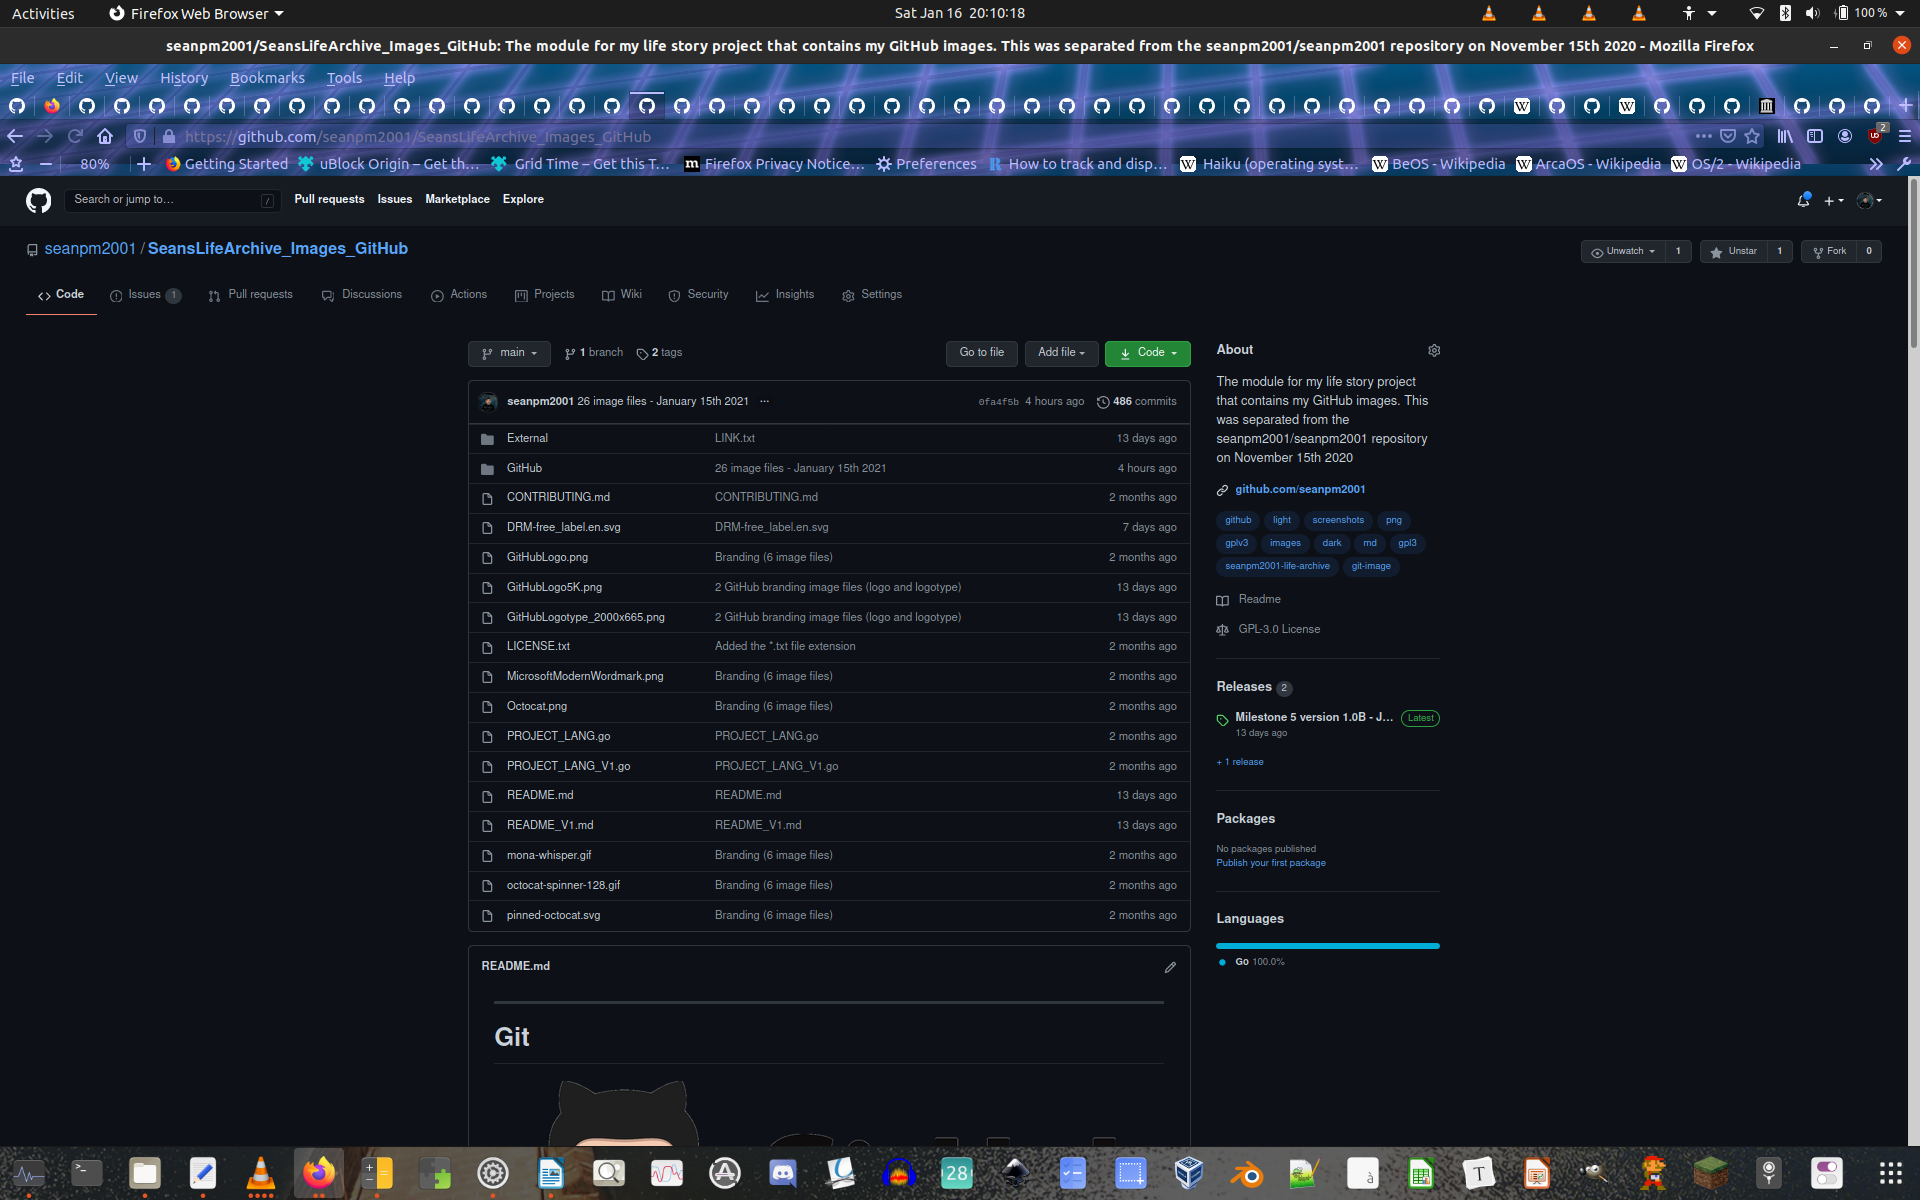 Activities Firefox Web Browser Sat Jan 16 20:10:18 100 %
seanpm2001/SeansLifeArchive_Images_GitHub: The module for my life story project that contains my GitHub images. This was separated from the seanpm2001/seanpm2001 repository on November 15th 2020 - Mozilla Firefox
File Edit View History Bookmarks Tools Help
https://github.com/seanpm2001/SeansLifeArchive_Images_GitHub 2
80% Getting Started uBlock Origin – Get th… Grid Time – Get this T… Firefox Privacy Notice… Preferences How to track and disp… Haiku (operating syst… BeOS - Wikipedia ArcaOS - Wikipedia OS/2 - Wikipedia
Search or jump to… / Pull requests Issues Marketplace Explore
seanpm2001 / SeansLifeArchive_Images_GitHub Unwatch 1 Unstar 1 Fork 0
Code Issues 1 Pull requests Discussions Actions Projects Wiki Security Insights Settings
main 1 branch 2 tags Go to file Add file Code
seanpm2001 26 image files - January 15th 2021 ... 0fa4f5b 4 hours ago 486 commits
External LINK.txt 13 days ago
GitHub 26 image files - January 15th 2021 4 hours ago
CONTRIBUTING.md CONTRIBUTING.md 2 months ago
DRM-free_label.en.svg DRM-free_label.en.svg 7 days ago
GitHubLogo.png Branding (6 image files) 2 months ago
GitHubLogo5K.png 2 GitHub branding image files (logo and logotype) 13 days ago
GitHubLogotype_2000x665.png 2 GitHub branding image files (logo and logotype) 13 days ago
LICENSE.txt Added the *.txt file extension 2 months ago
MicrosoftModernWordmark.png Branding (6 image files) 2 months ago
Octocat.png Branding (6 image files) 2 months ago
PROJECT_LANG.go PROJECT_LANG.go 2 months ago
PROJECT_LANG_V1.go PROJECT_LANG_V1.go 2 months ago
README.md README.md 13 days ago
README_V1.md README_V1.md 13 days ago
mona-whisper.gif Branding (6 image files) 2 months ago
octocat-spinner-128.gif Branding (6 image files) 2 months ago
pinned-octocat.svg Branding (6 image files) 2 months ago
README.md
Git
About
The module for my life story project
that contains my GitHub images. This
was separated from the
seanpm2001/seanpm2001 repository
on November 15th 2020
github.com/seanpm2001
github light screenshots png
gplv3 images dark md gpl3
seanpm2001-life-archive git-image
Readme
GPL-3.0 License
Releases 2
Milestone 5 version 1.0B - J… Latest
13 days ago
+ 1 release
Packages
No packages published
Publish your first package
Languages
Go 100.0%
28